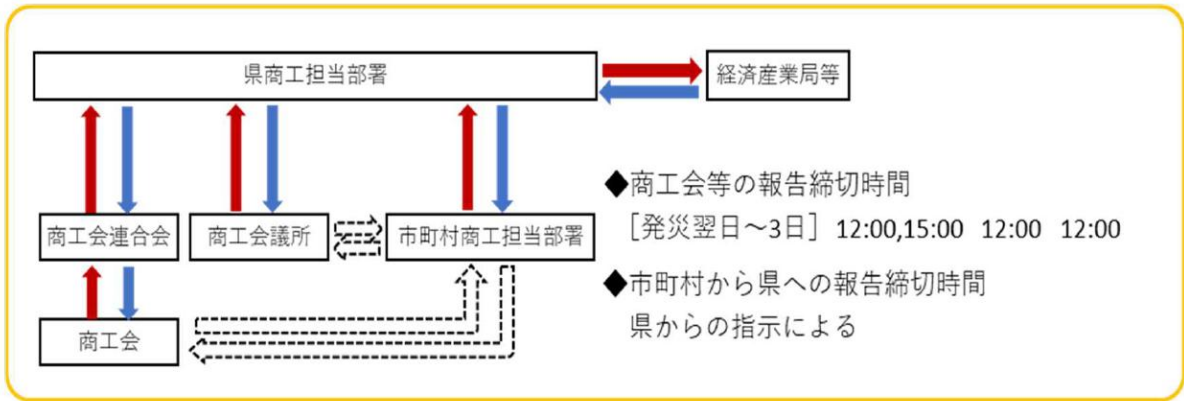 県商工担当部署
経済産業局等
商工会連合会
商工会議所
市町村商工担当部署
商工会
◆商工会等の報告締切時間
［発災翌日～3日］ 12:00,15:00 12:00 12:00
◆市町村から県への報告締切時間
県からの指示による